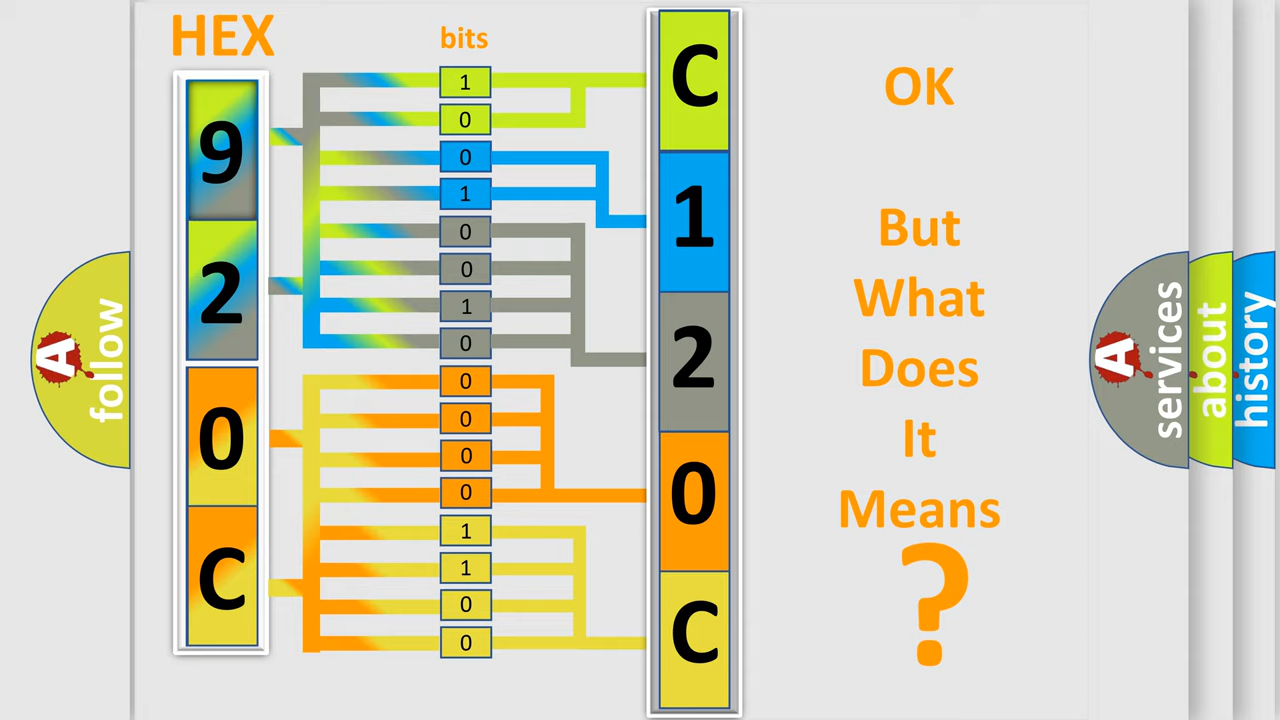 HEX
9
2
0
C
bits
1
0
0
1
0
0
1
0
0
0
0
0
1
1
0
0
C
1
2
0
C
OK
But
What
Does
It
Means
?
A
follow
A
services
about
history